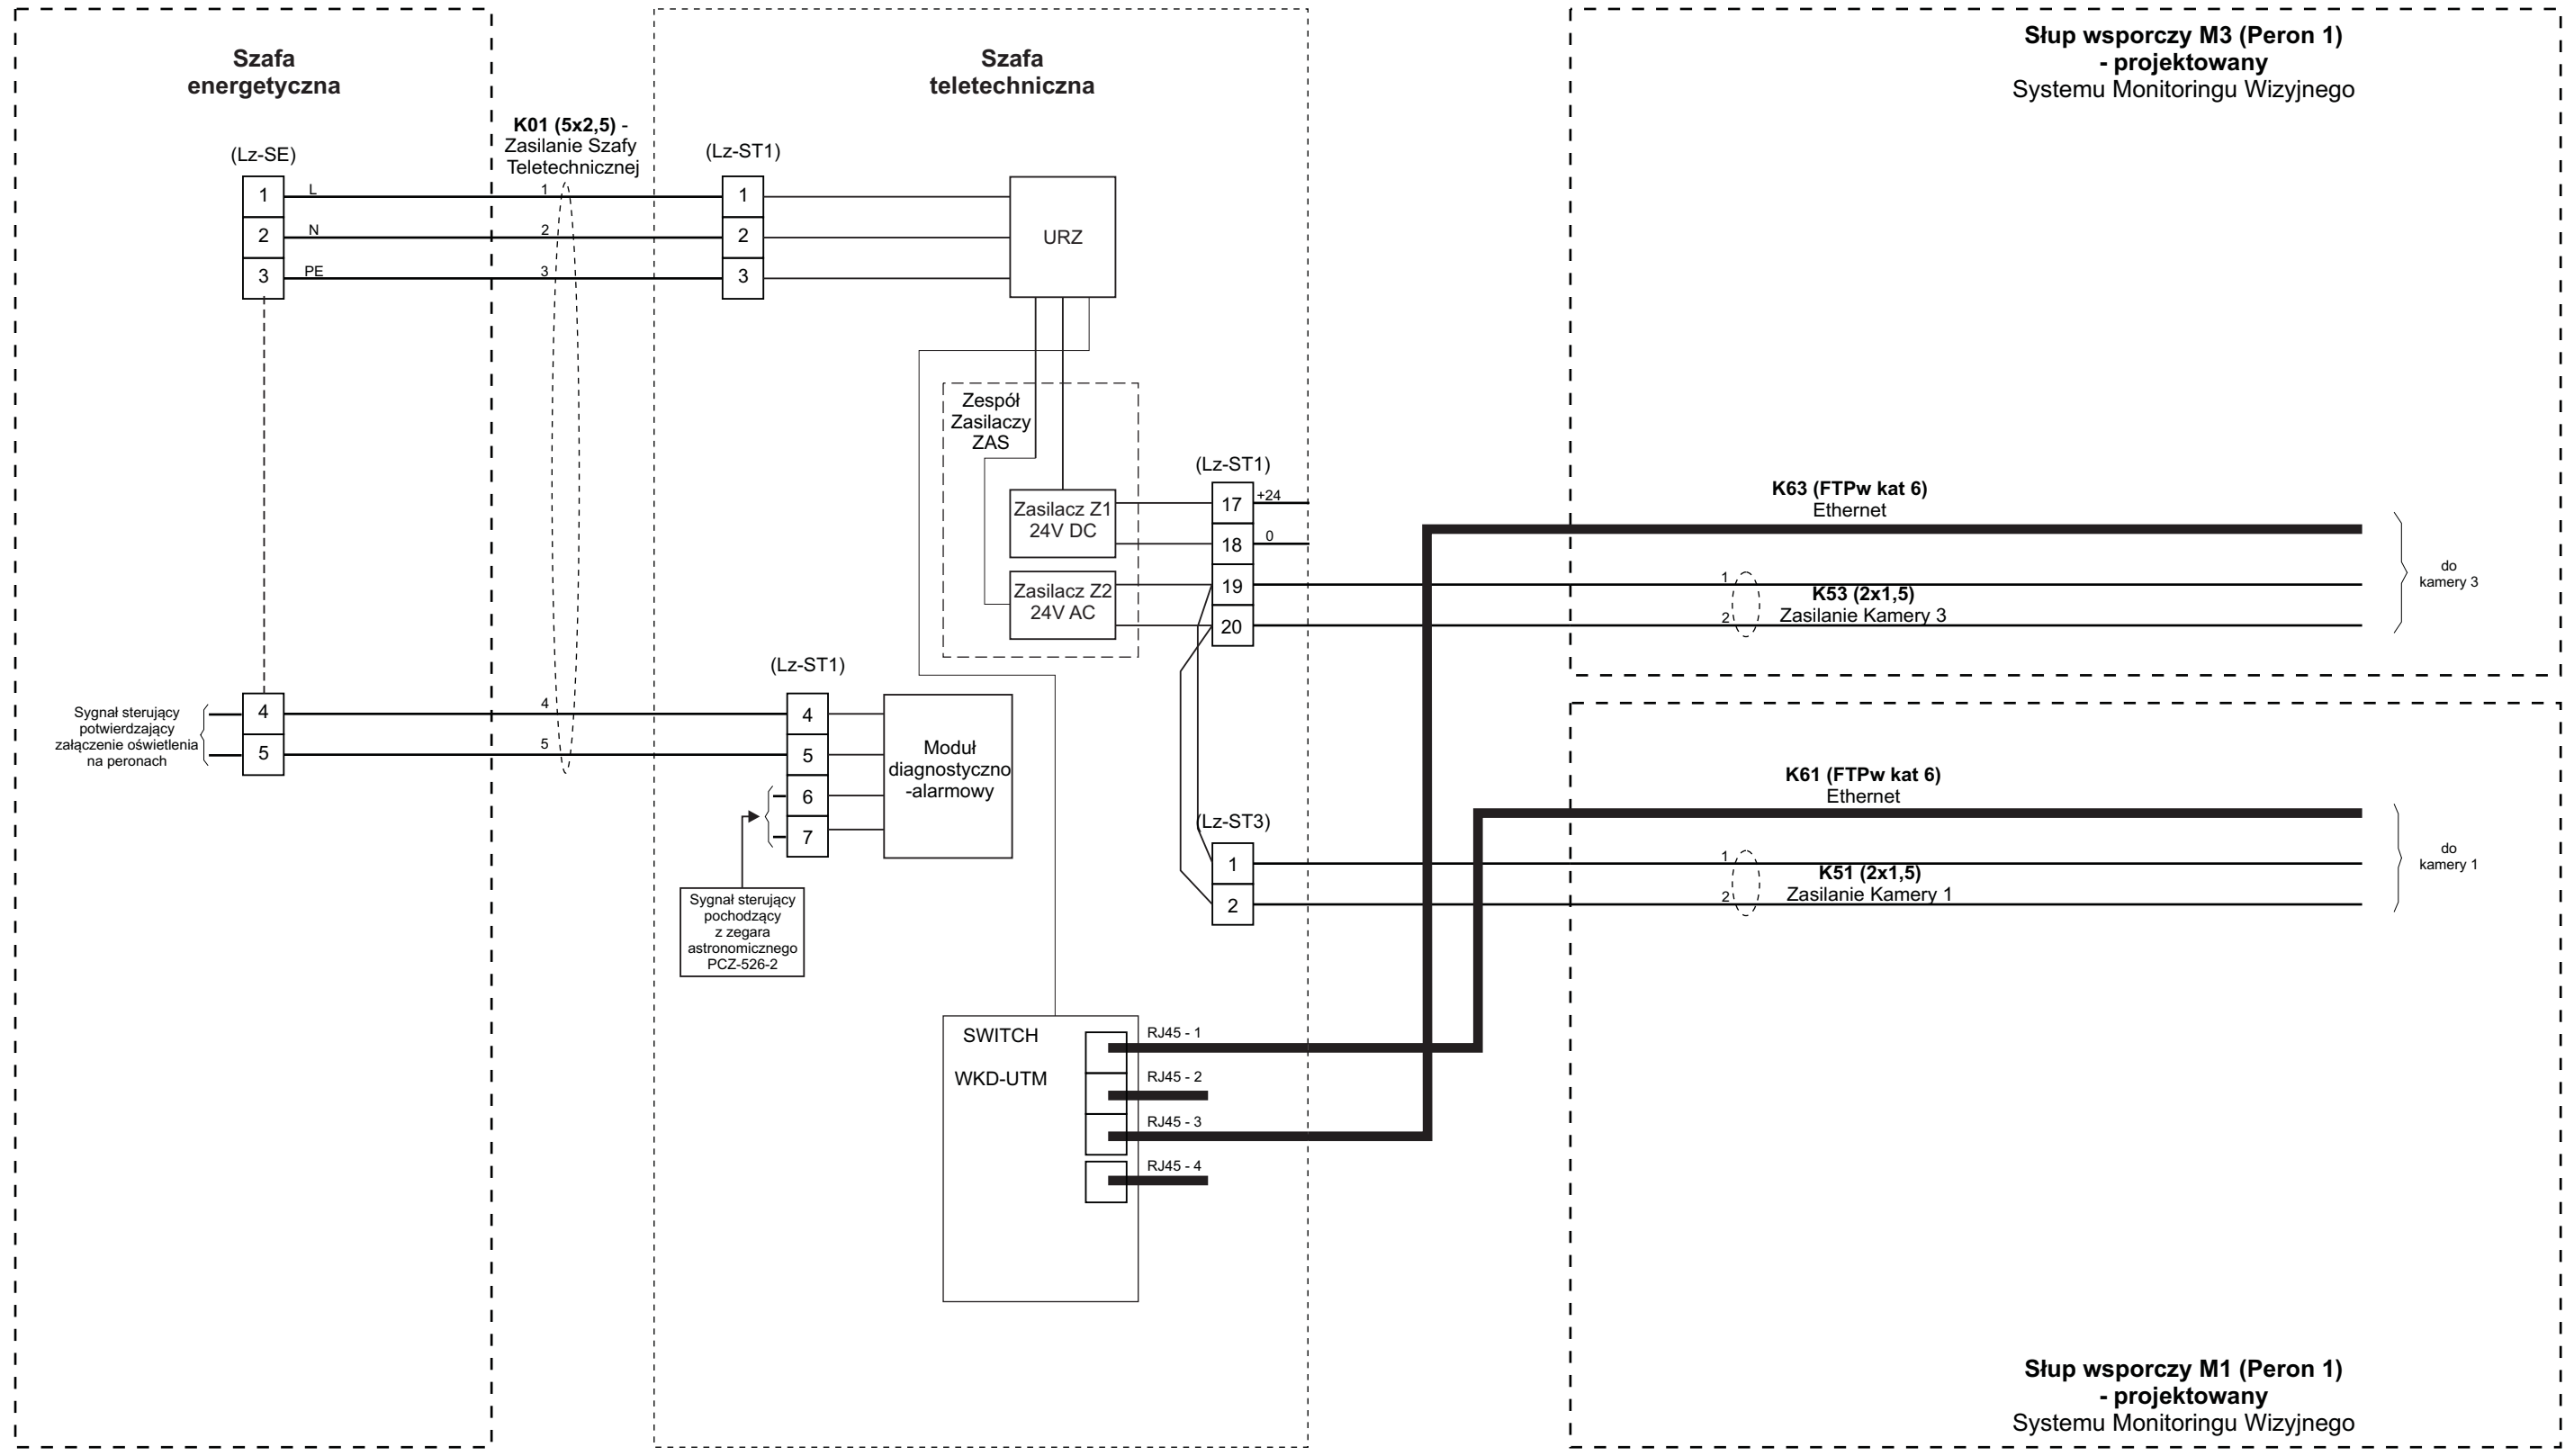 Szafa
energetyczna
(Lz-SE)
1
2
3
L
N
PE
K01 (5x2,5) -
Zasilanie Szafy
Teletechnicznej
1
2
3
Sygnał sterujący
potwierdzający
załączenie oświetlenia
na peronach
4
5
4
5
Szafa
teletechniczna
(Lz-ST1)
1
2
3
URZ
Zespół
Zasilaczy
ZAS
Zasilacz Z1
24V DC
Zasilacz Z2
24V AC
(Lz-ST1)
17
18
19
20
+24
0
(Lz-ST1)
4
5
6
7
Moduł
diagnostyczno
-alarmowy
Sygnał sterujący
pochodzący
z zegara
astronomicznego
PCZ-526-2
(Lz-ST3)
1
2
SWITCH
WKD-UTM
RJ45 - 1
RJ45 - 2
RJ45 - 3
RJ45 - 4
Słup wsporczy M3 (Peron 1)
- projektowany
Systemu Monitoringu Wizyjnego
K63 (FTPw kat 6)
Ethernet
1
K53 (2x1,5)
2
Zasilanie Kamery 3
do
kamery 3
K61 (FTPw kat 6)
Ethernet
1
K51 (2x1,5)
2
Zasilanie Kamery 1
do
kamery 1
Słup wsporczy M1 (Peron 1)
- projektowany
Systemu Monitoringu Wizyjnego